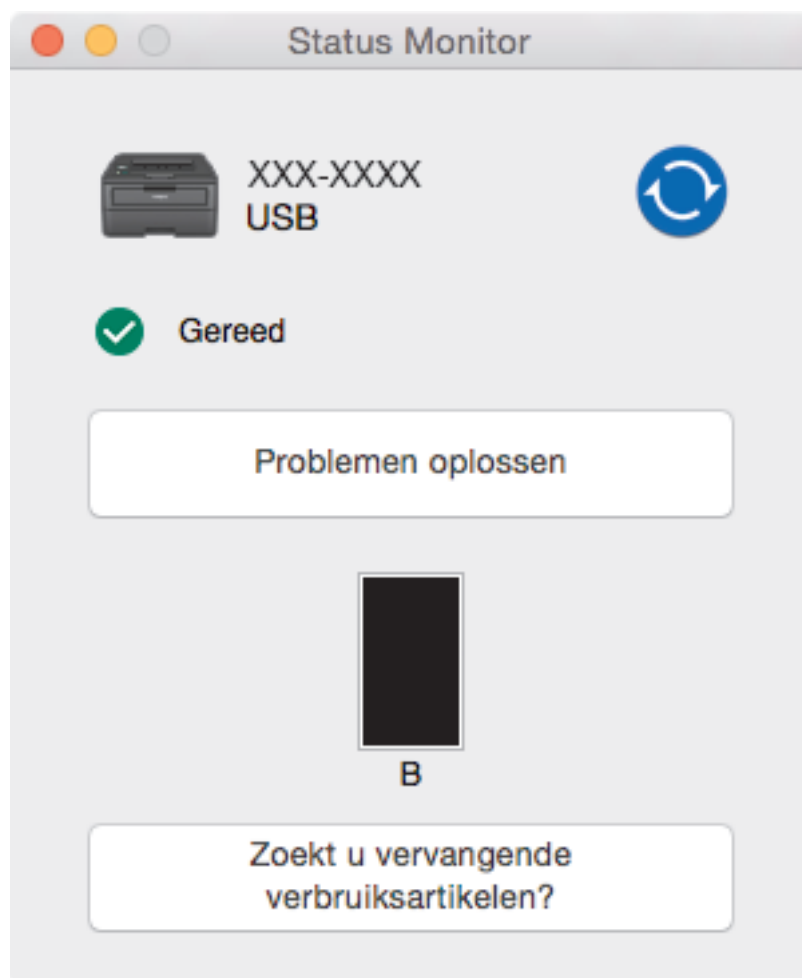 Status Monitor
XXX-XXXX
USB
Gereed
Problemen oplossen
B
Zoekt u vervangende
verbruiksartikelen?